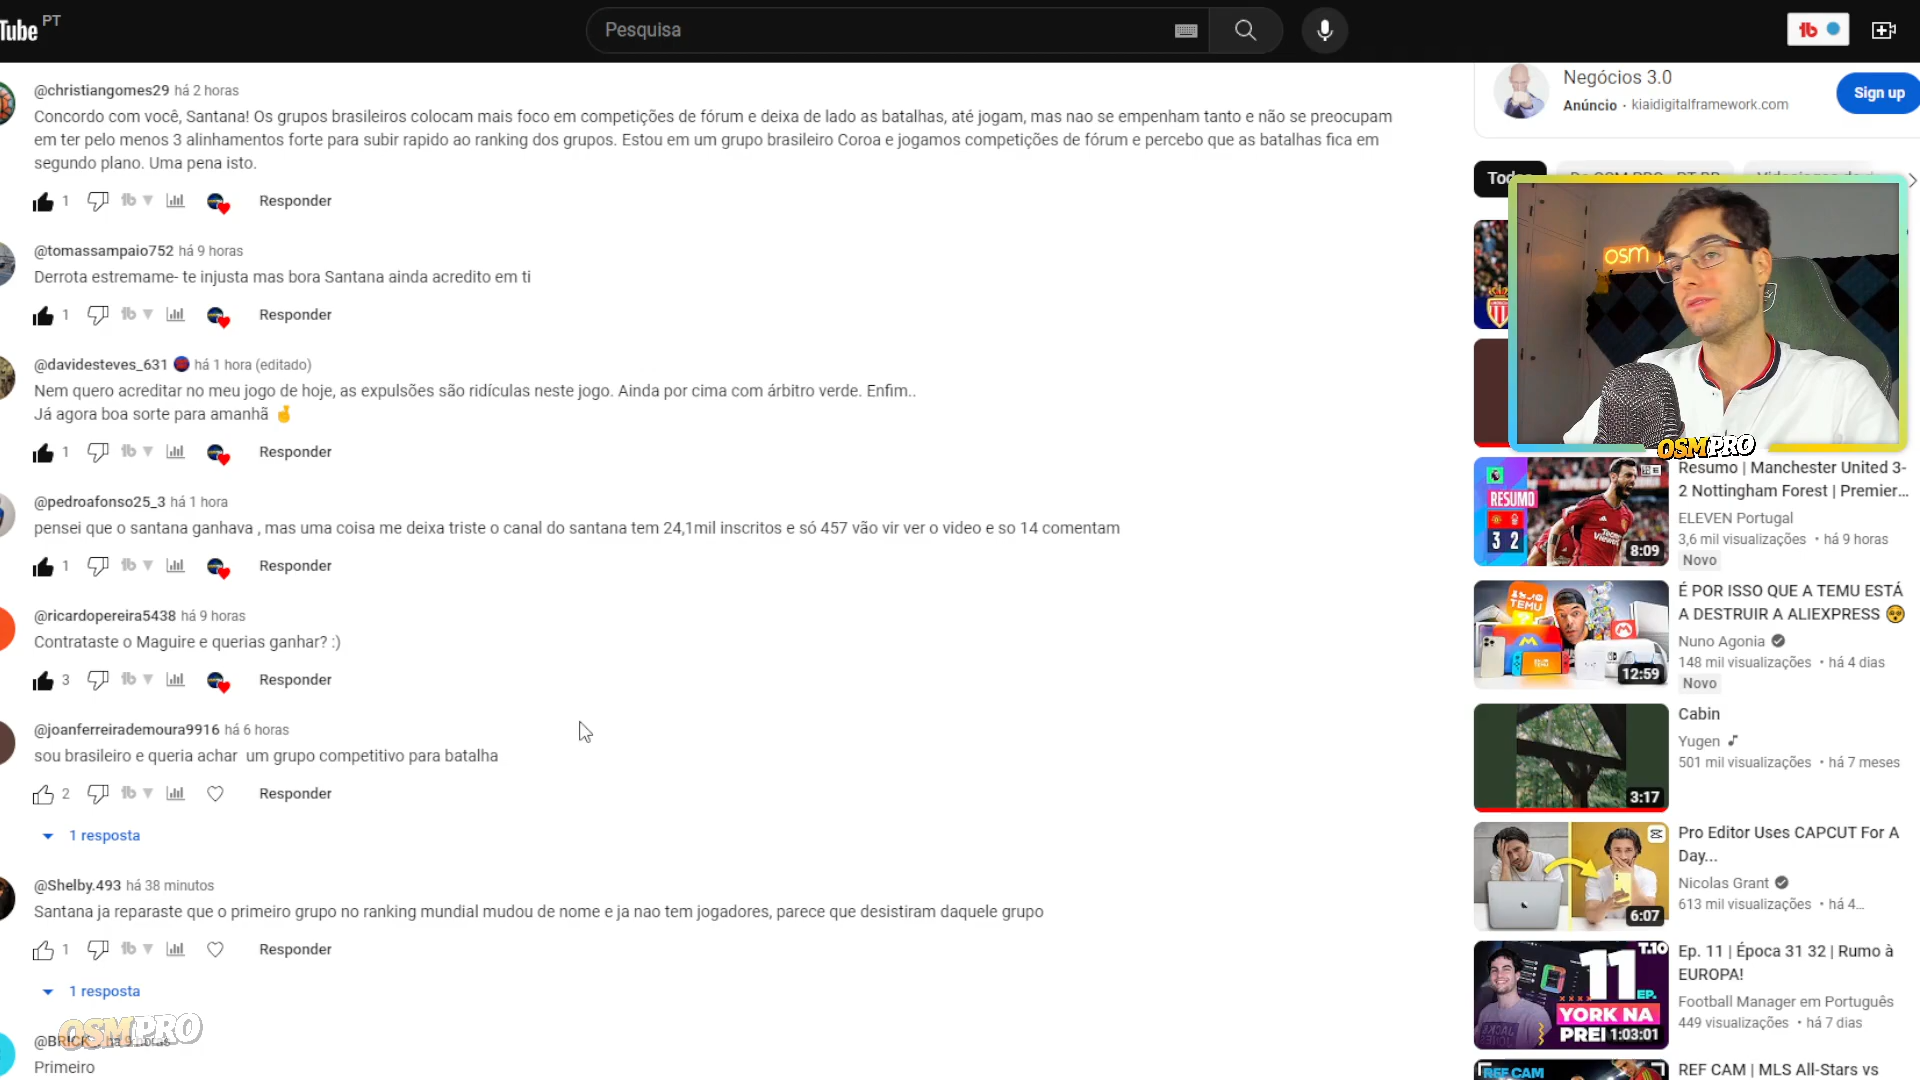 Tube PT
Pesquisa
@christiangomes29 há 2 horas
Concordo com você, Santana! Os grupos brasileiros colocam mais foco em competições de fórum e deixa de lado as batalhas, até jogam, mas nao se empenham tanto e não se preocupam
em ter pelo menos 3 alinhamentos forte para subir rapido ao ranking dos grupos. Estou em um grupo brasileiro Coroa e jogamos competições de fórum e percebo que as batalhas fica em
segundo plano. Uma pena isto.
1 Responder
@tomassampaio752 há 9 horas
Derrota estremame- te injusta mas bora Santana ainda acredito em ti
1 Responder
@davidesteves_631 há 1 hora (editado)
Nem quero acreditar no meu jogo de hoje, as expulsões são ridículas neste jogo. Ainda por cima com árbitro verde. Enfim..
Já agora boa sorte para amanhã 🤞
1 Responder
@pedroafonso25_3 há 1 hora
pensei que o santana ganhava , mas uma coisa me deixa triste o canal do santana tem 24,1mil inscritos e só 457 vão vir ver o video e so 14 comentam
1 Responder
@ricardopereira5438 há 9 horas
Contrataste o Maguire e querias ganhar? :)
3 Responder
@joanferreirademoura9916 há 6 horas
sou brasileiro e queria achar um grupo competitivo para batalha
2 Responder
1 resposta
@Shelby.493 há 38 minutos
Santana ja reparaste que o primeiro grupo no ranking mundial mudou de nome e ja nao tem jogadores, parece que desistiram daquele grupo
1 Responder
1 resposta
OSMPRO
há 9 horas
Primeiro
Negócios 3.0
Anúncio · kiaidigitalframework.com
Sign up
osm
OSMPRO
RESUMO
3 2
8:09
Resumo | Manchester United 3-
2 Nottingham Forest | Premier...
ELEVEN Portugal
3,6 mil visualizações • há 9 horas
Novo
TEMU
12:59
É POR ISSO QUE A TEMU ESTÁ
A DESTRUIR A ALIEXPRESS 😵
Nuno Agonia
148 mil visualizações • há 4 dias
Novo
3:17
Cabin
Yugen
501 mil visualizações • há 7 meses
6:07
Pro Editor Uses CAPCUT For A
Day...
Nicolas Grant
613 mil visualizações • há 4...
T.10
11
EP.
YORK NA
PREI
1:03:01
Ep. 11 | Época 31 32 | Rumo à
EUROPA!
Football Manager em Português
449 visualizações • há 7 dias
REF CAM
REF CAM | MLS All-Stars vs